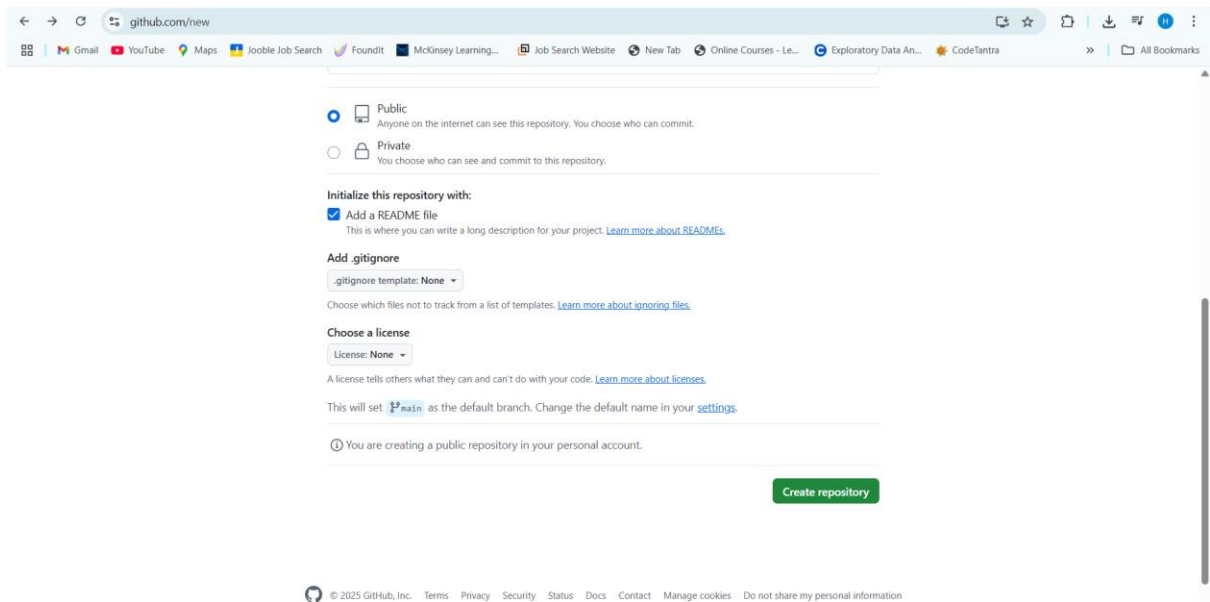 github.com/new
H
Gmail YouTube Maps Jooble Job Search FoundIt McKinsey Learning... Job Search Website New Tab Online Courses - Le... Exploratory Data An... CodeTantra » All Bookmarks
Public
Anyone on the internet can see this repository. You choose who can commit.
Private
You choose who can see and commit to this repository.
Initialize this repository with:
Add a README file
This is where you can write a long description for your project. Learn more about READMEs.
Add .gitignore
.gitignore template: None
Choose which files not to track from a list of templates. Learn more about ignoring files.
Choose a license
License: None
A license tells others what they can and can't do with your code. Learn more about licenses.
This will set main as the default branch. Change the default name in your settings.
You are creating a public repository in your personal account.
Create repository
© 2025 GitHub, Inc. Terms Privacy Security Status Docs Contact Manage cookies Do not share my personal information